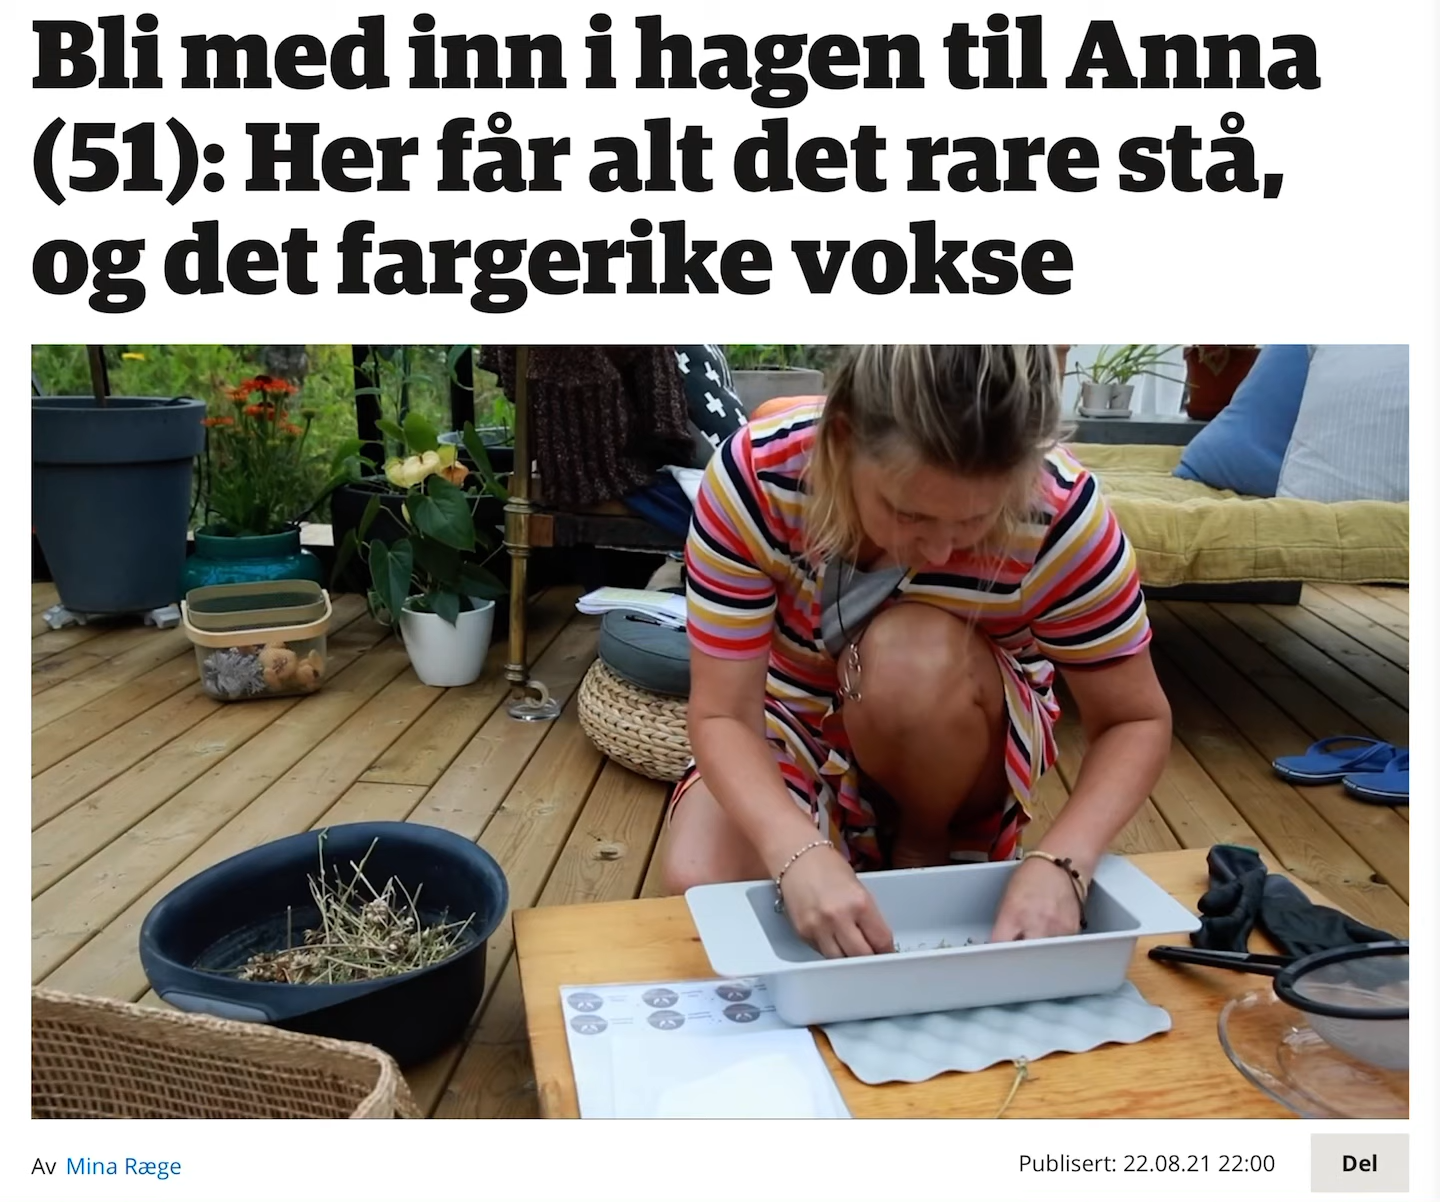 Bli med inn i hagen til Anna
(51): Her får alt det rare stå,
og det fargerike vokse
Av Mina Ræge
Publisert: 22.08.21 22:00
Del